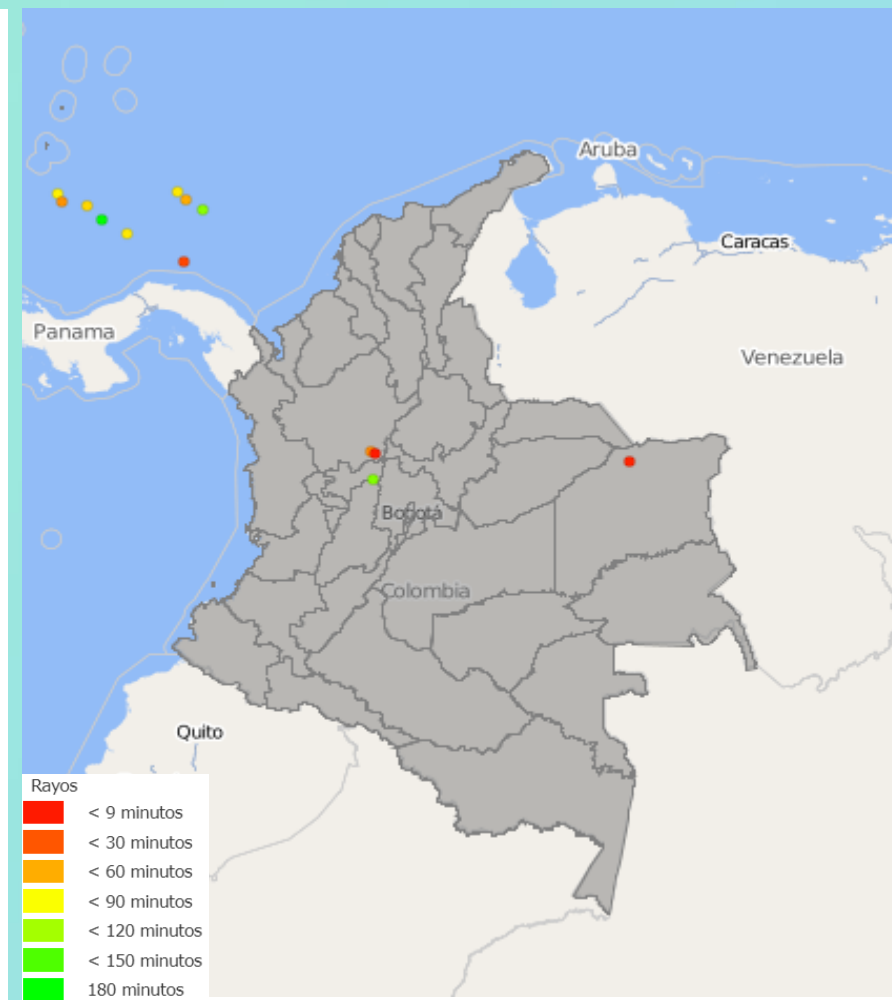 Aruba
Caracas
Panama
Venezuela
Bogotá
Colombia
Quito
Rayos
< 9 minutos
< 30 minutos
< 60 minutos
< 90 minutos
< 120 minutos
< 150 minutos
180 minutos